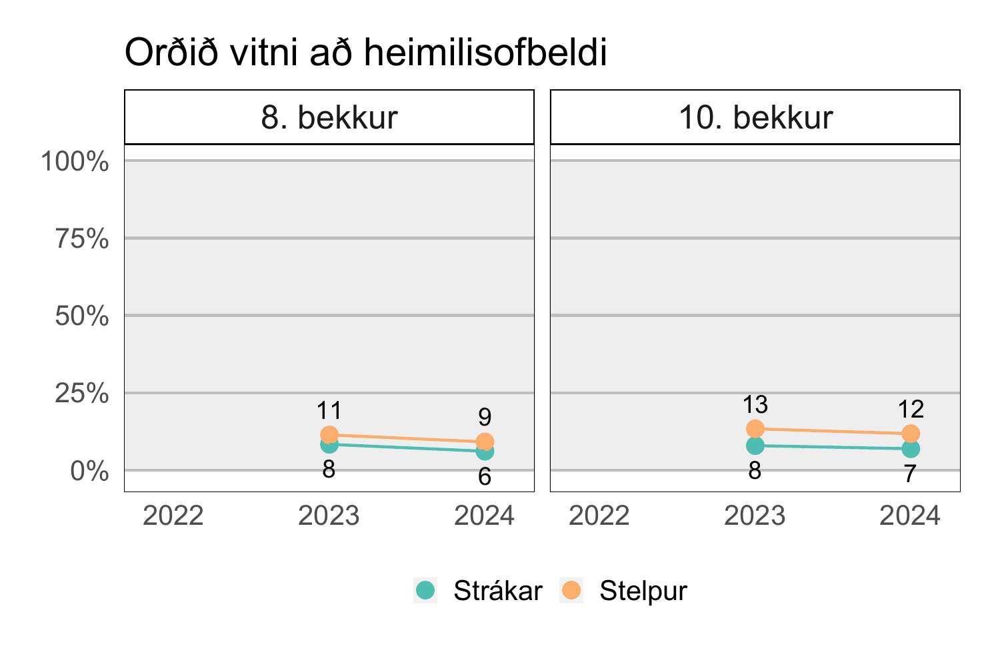 Orðið vitni að heimilisofbeldi
8. bekkur 10. bekkur
100%
75%
50%
25%
0%
11 9 13 12
8 6 8 7
2022 2023 2024 2022 2023 2024
Strákar Stelpur